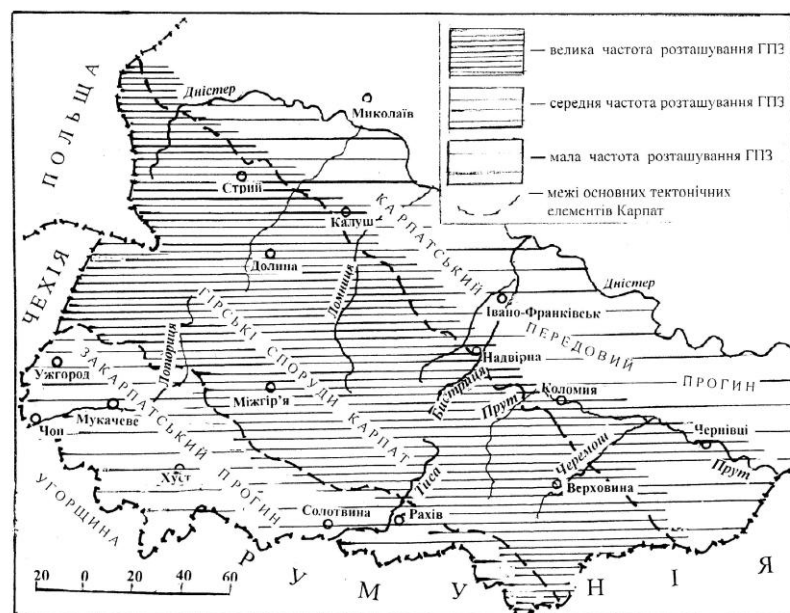 — велика частота розташування ГПЗ
— середня частота розташування ГПЗ
— мала частота розташування ГПЗ
— межі основних тектонічних
елементів Карпат
ПОЛЬЩА
Дністер
Миколаїв
Стрий
Калуш
КАРПАТСЬКИЙ
ПЕРЕДОВИЙ
ПРОГИН
Долина
ЧЕХІЯ
Дністер
Івано-Франківськ
Ломниця
ГІРСЬКІ СПОРУДИ КАРПАТ
Латориця
Надвірна
Ужгород
ЗАКАРПАТСЬКИЙ ПРОГИН
Міжгір'я
Бистриця
Прут
Коломия
Мукачеве
Чоп
Чернівці
Черемош
Прут
Хуст
Тиса
Верховина
УГОРЩИНА
Солотвина
Рахів
РУМУНІЯ
20 0 20 40 60